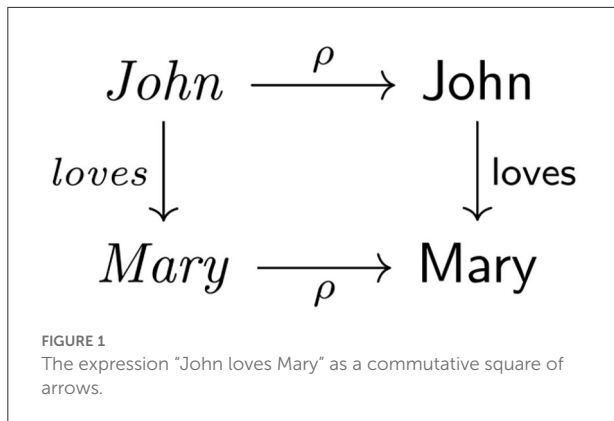 John ρ John
loves loves
Mary ρ Mary
FIGURE 1
The expression “John loves Mary” as a commutative square of
arrows.